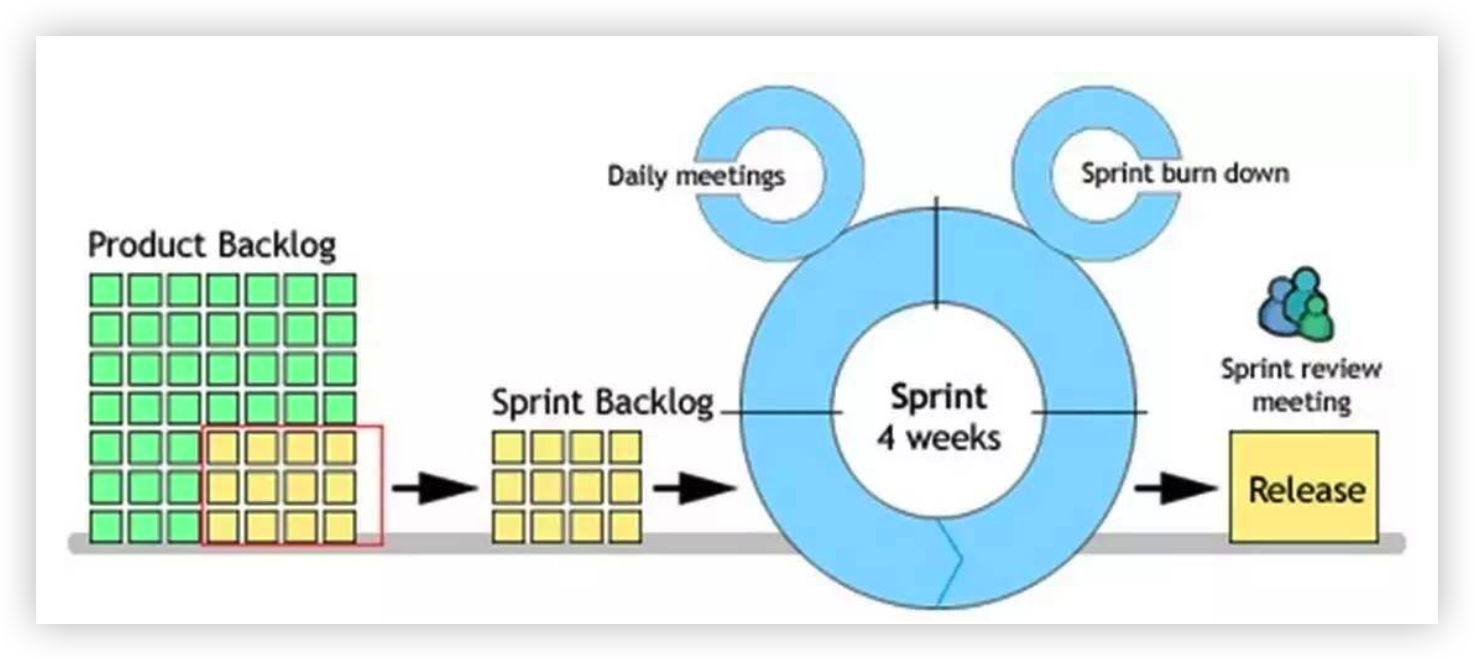 Daily meetings
Sprint burn down
Product Backlog
Sprint Backlog
Sprint
4 weeks
Sprint review
meeting
Release